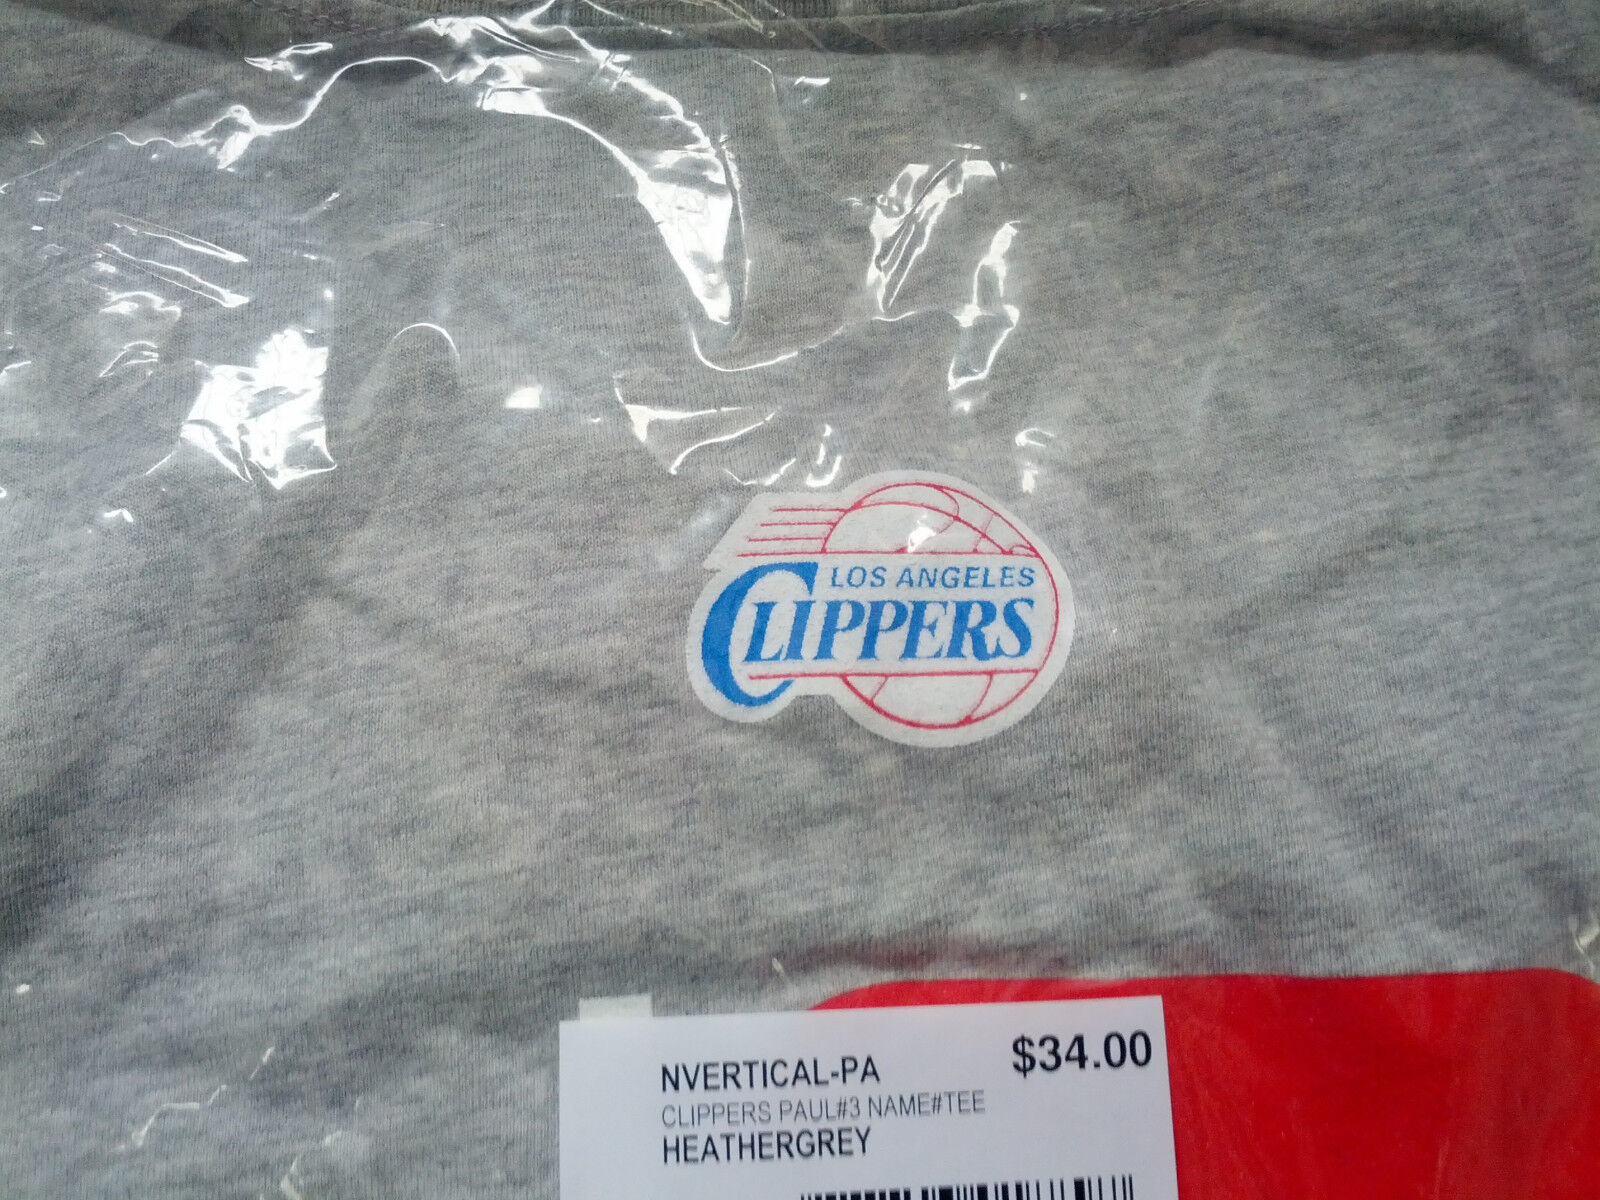 LOS ANGELES
CLIPPERS
NVERTICAL-PA
$34.00
CLIPPERS PAUL#3 NAME#TEE
HEATHERGREY